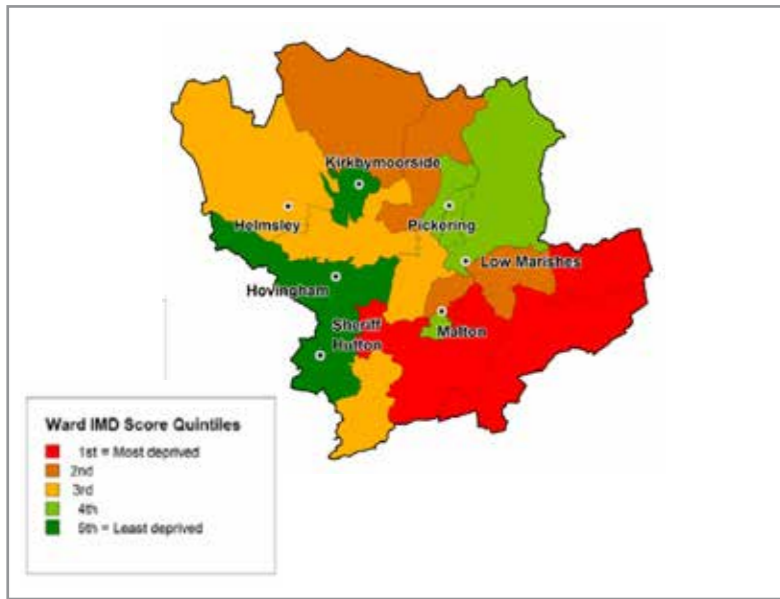 Kirkbymoorside
Helmsley
Pickering
Low Marishes
Hovingham
Sheriff
Hutton
Malton
Ward IMD Score Quintiles
1st = Most deprived
2nd
3rd
4th
5th = Least deprived